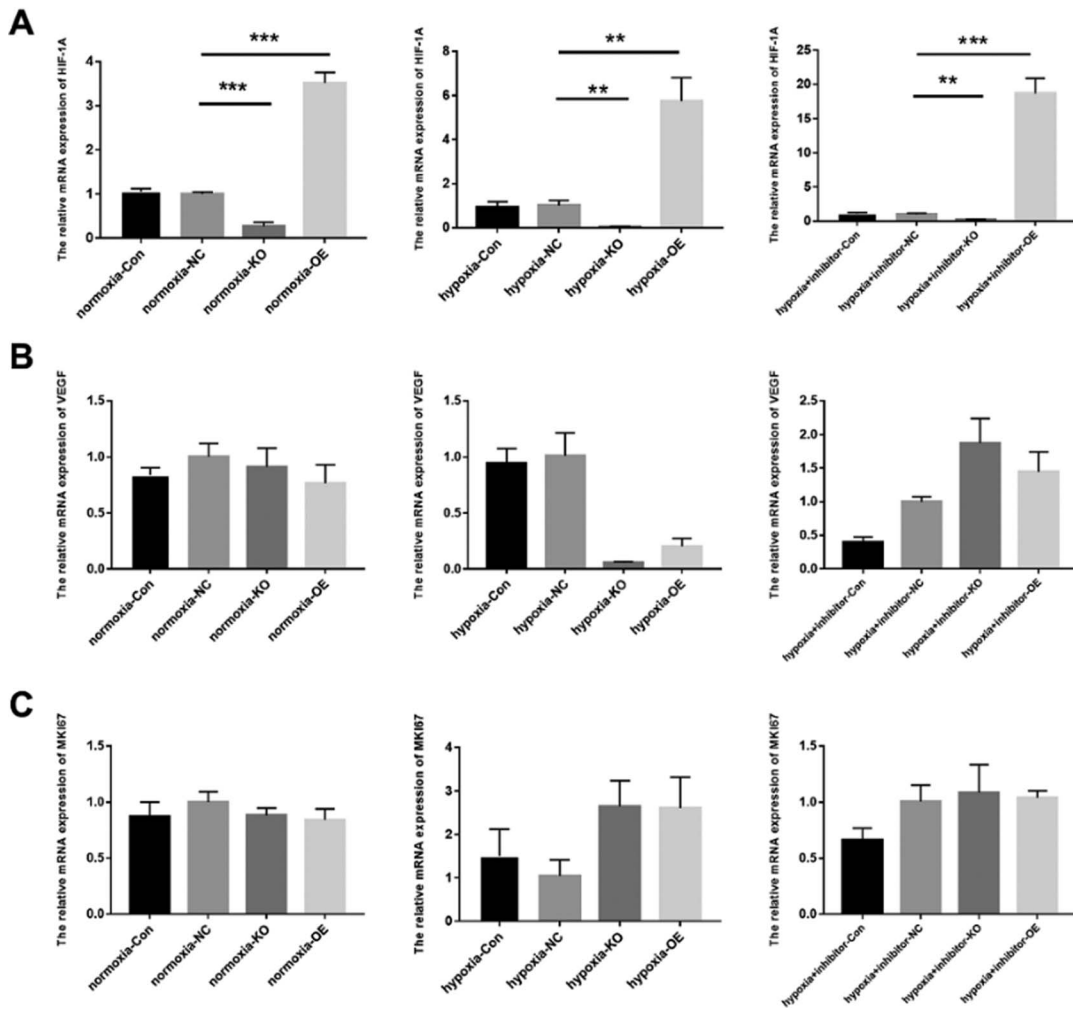 A
The relative mRNA expression of HIF-1A
6
4
2
1
0
***
***
normoxia-Con
normoxia-NC
normoxia-KO
normoxia-OE
The relative mRNA expression of HIF-1A
8
6
4
2
1
0
**
**
hypoxia-Con
hypoxia-NC
hypoxia-KO
hypoxia-OE
The relative mRNA expression of HIF-1A
25
20
15
10
5
1
0
***
**
hypoxia+inhibitor-Con
hypoxia+inhibitor-NC
hypoxia+inhibitor-KO
hypoxia+inhibitor-OE
B
The relative mRNA expression of VEGF
1.5
1.0
0.5
0.0
normoxia-Con
normoxia-NC
normoxia-KO
normoxia-OE
The relative mRNA expression of VEGF
1.5
1.0
0.5
0.0
hypoxia-Con
hypoxia-NC
hypoxia-KO
hypoxia-OE
The relative mRNA expression of VEGF
2.5
2.0
1.5
1.0
0.5
0.0
hypoxia+inhibitor-Con
hypoxia+inhibitor-NC
hypoxia+inhibitor-KO
hypoxia+inhibitor-OE
C
The relative mRNA expression of MKI67
1.5
1.0
0.5
0.0
normoxia-Con
normoxia-NC
normoxia-KO
normoxia-OE
The relative mRNA expression of MKI67
4
3
2
1
0
hypoxia-Con
hypoxia-NC
hypoxia-KO
hypoxia-OE
The relative mRNA expression of MKI67
1.5
1.0
0.5
0.0
hypoxia+inhibitor-Con
hypoxia+inhibitor-NC
hypoxia+inhibitor-KO
hypoxia+inhibitor-OE